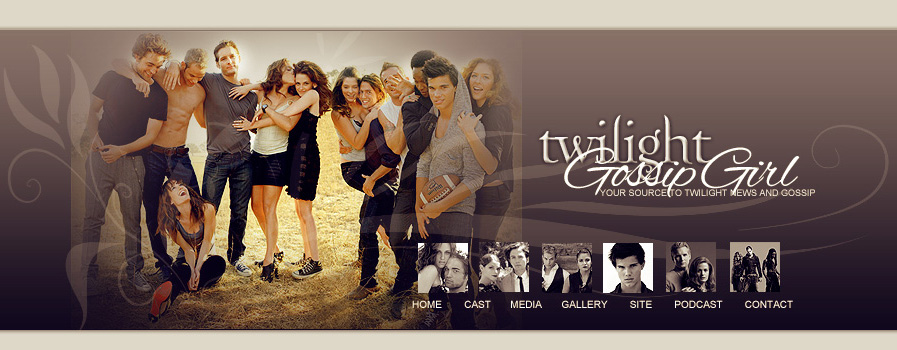 twilight
Gossip Girl
YOUR SOURCE TO TWILIGHT NEWS AND GOSSIP
HOME CAST MEDIA GALLERY SITE PODCAST CONTACT